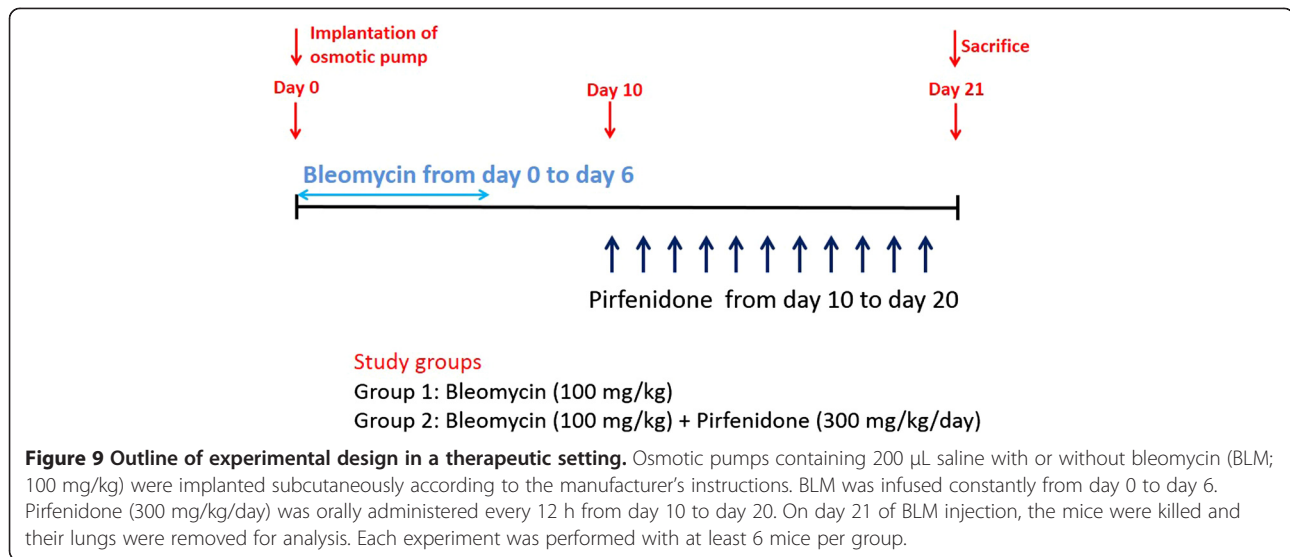 Implantation of
osmotic pump
Sacrifice
Day 0
Day 10
Day 21
Bleomycin from day 0 to day 6
Pirfenidone from day 10 to day 20
Study groups
Group 1: Bleomycin (100 mg/kg)
Group 2: Bleomycin (100 mg/kg) + Pirfenidone (300 mg/kg/day)
Figure 9 Outline of experimental design in a therapeutic setting. Osmotic pumps containing 200 μL saline with or without bleomycin (BLM;
100 mg/kg) were implanted subcutaneously according to the manufacturer's instructions. BLM was infused constantly from day 0 to day 6.
Pirfenidone (300 mg/kg/day) was orally administered every 12 h from day 10 to day 20. On day 21 of BLM injection, the mice were killed and
their lungs were removed for analysis. Each experiment was performed with at least 6 mice per group.